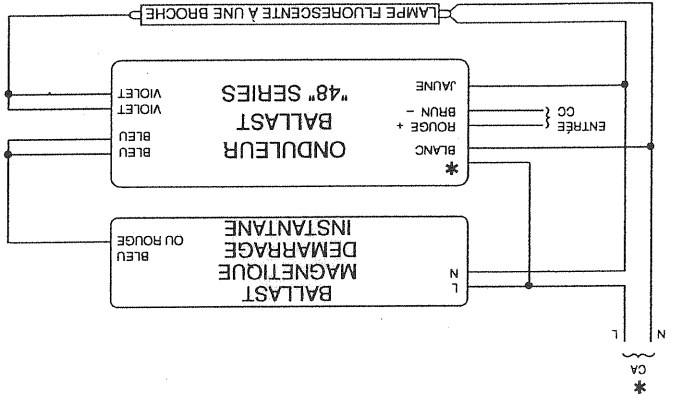 *
CA
N L
L
N
BALLAST
MAGNETIQUE
DEMARRAGE
INSTANTANE
BLEU
OU ROUGE
*
BLANC
ROUGE +
BRUN –
JAUNE
ENTRÉE
CC
ONDULEUR
BALLAST
"48" SERIES
BLEU
BLEU
VIOLET
VIOLET
LAMPE FLUORESCENTE À UNE BROCHE